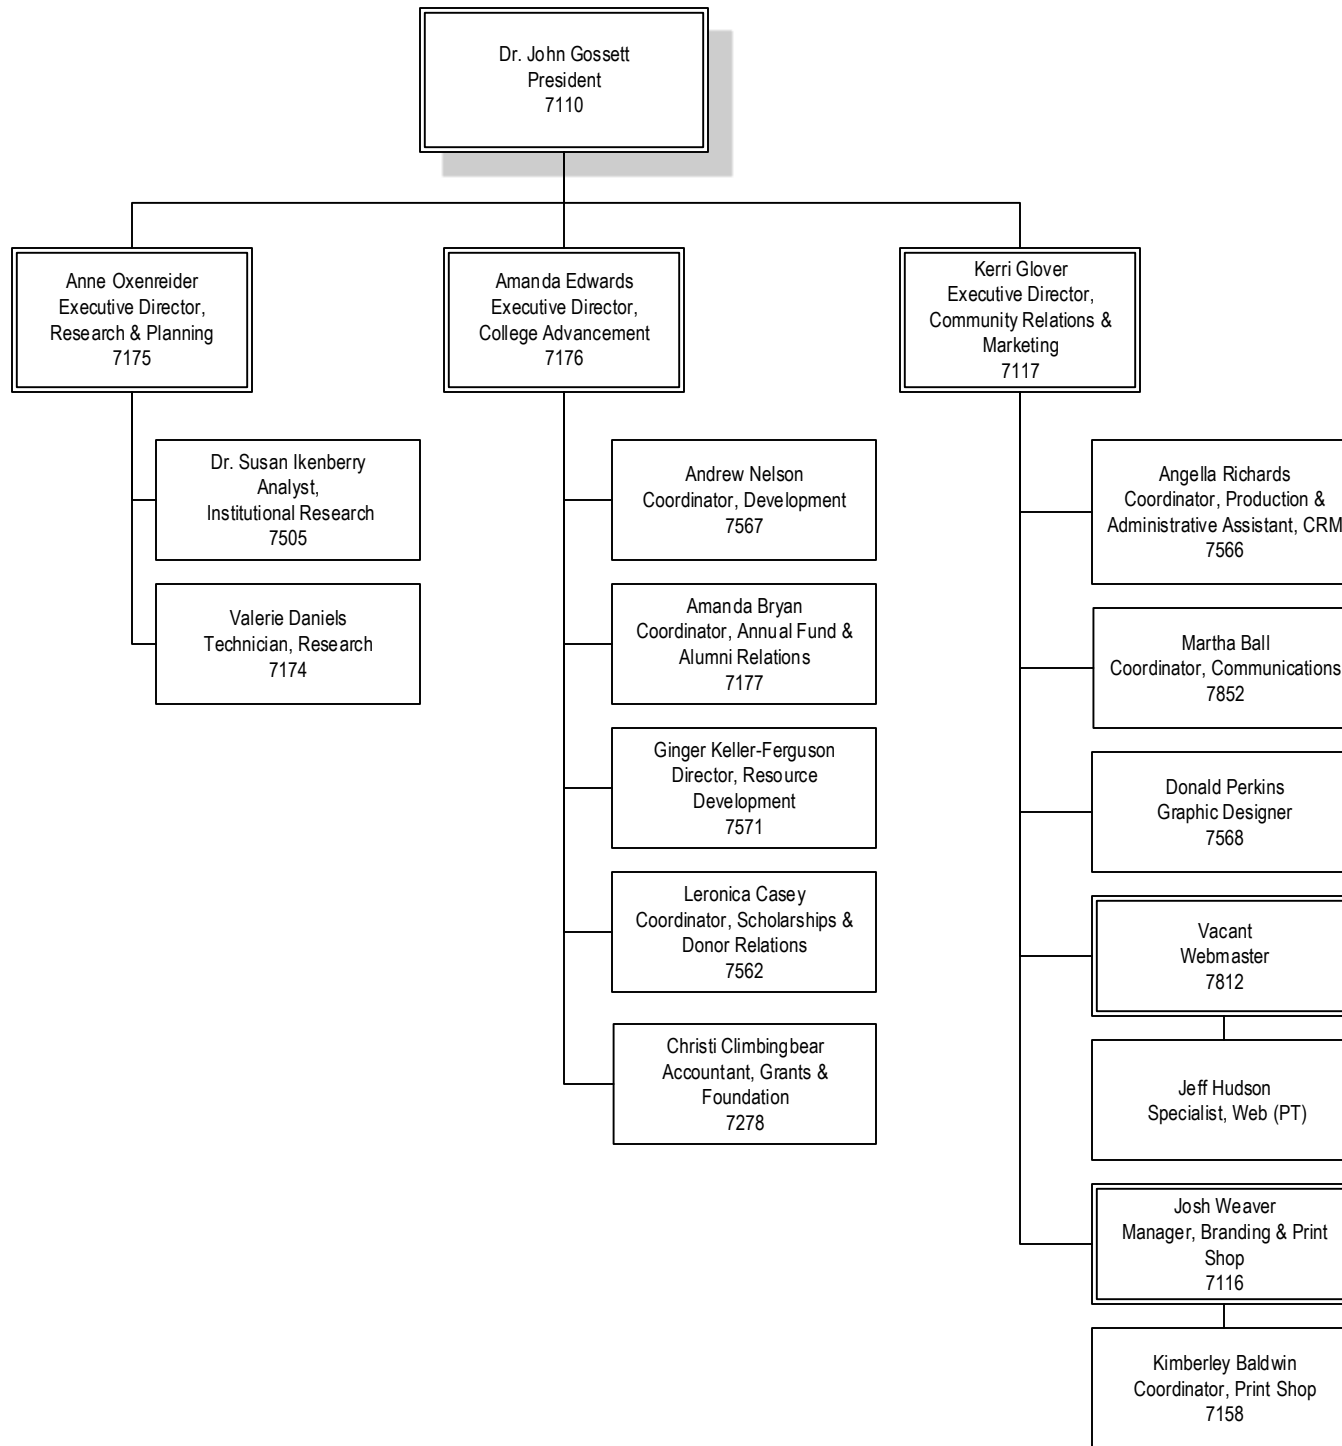 Dr. John Gossett
President
7110
Anne Oxenreider
Executive Director,
Research & Planning
7175
Amanda Edwards
Executive Director,
College Advancement
7176
Kerri Glover
Executive Director,
Community Relations &
Marketing
7117
Dr. Susan Ikenberry
Analyst,
Institutional Research
7505
Valerie Daniels
Technician, Research
7174
Andrew Nelson
Coordinator, Development
7567
Amanda Bryan
Coordinator, Annual Fund &
Alumni Relations
7177
Ginger Keller-Ferguson
Director, Resource
Development
7571
Leronica Casey
Coordinator, Scholarships &
Donor Relations
7562
Christi Climbingbear
Accountant, Grants &
Foundation
7278
Angella Richards
Coordinator, Production &
Administrative Assistant, CRM
7566
Martha Ball
Coordinator, Communications
7852
Donald Perkins
Graphic Designer
7568
Vacant
Webmaster
7812
Jeff Hudson
Specialist, Web (PT)
Josh Weaver
Manager, Branding & Print
Shop
7116
Kimberley Baldwin
Coordinator, Print Shop
7158